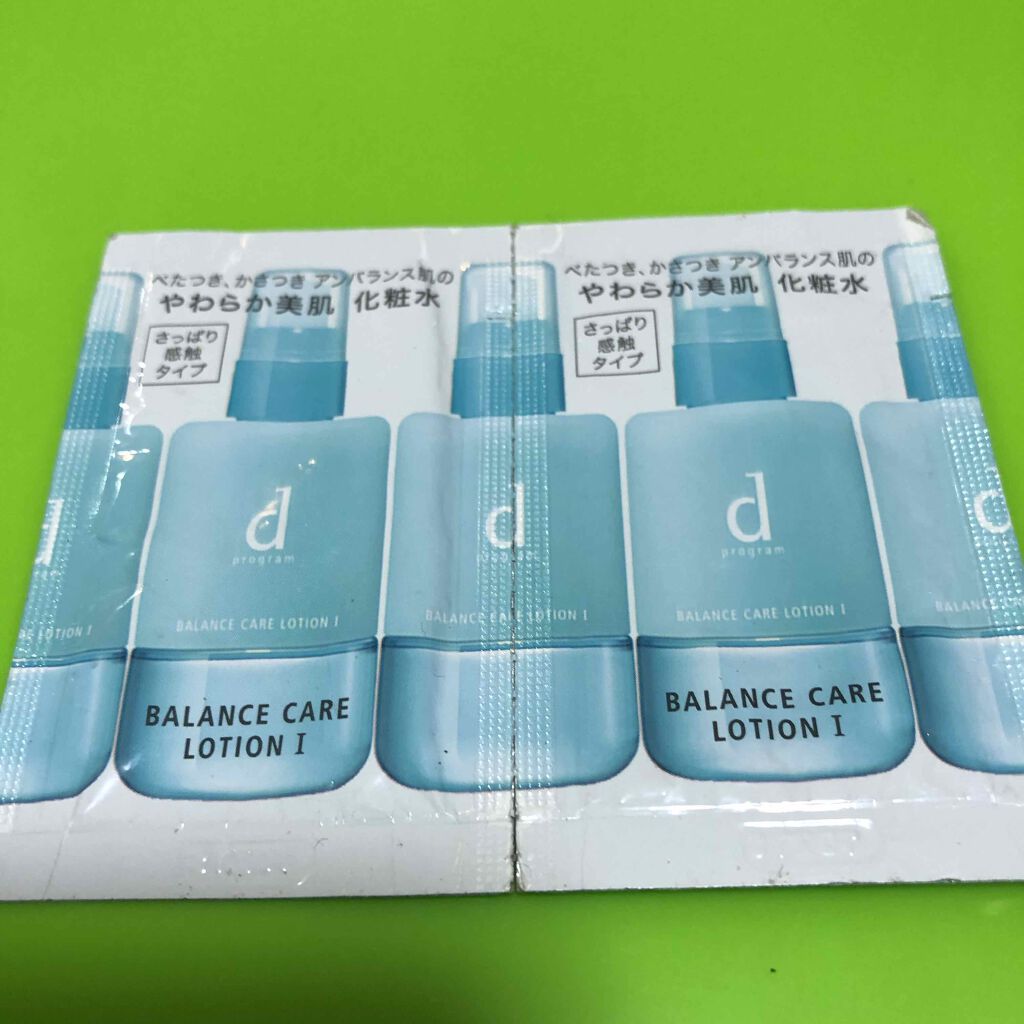 べたつき、かさつき アンバランス肌の
やわらか美肌 化粧水
さっぱり
感触
タイプ
d
program
BALANCE CARE LOTION I
BALANCE CARE
LOTION I
d
BALANCE CARE LOTION I
べたつき、かさつき アンバランス肌の
やわらか美肌 化粧水
さっぱり
感触
タイプ
d
program
BALANCE CARE LOTION I
BALANCE CARE
LOTION I